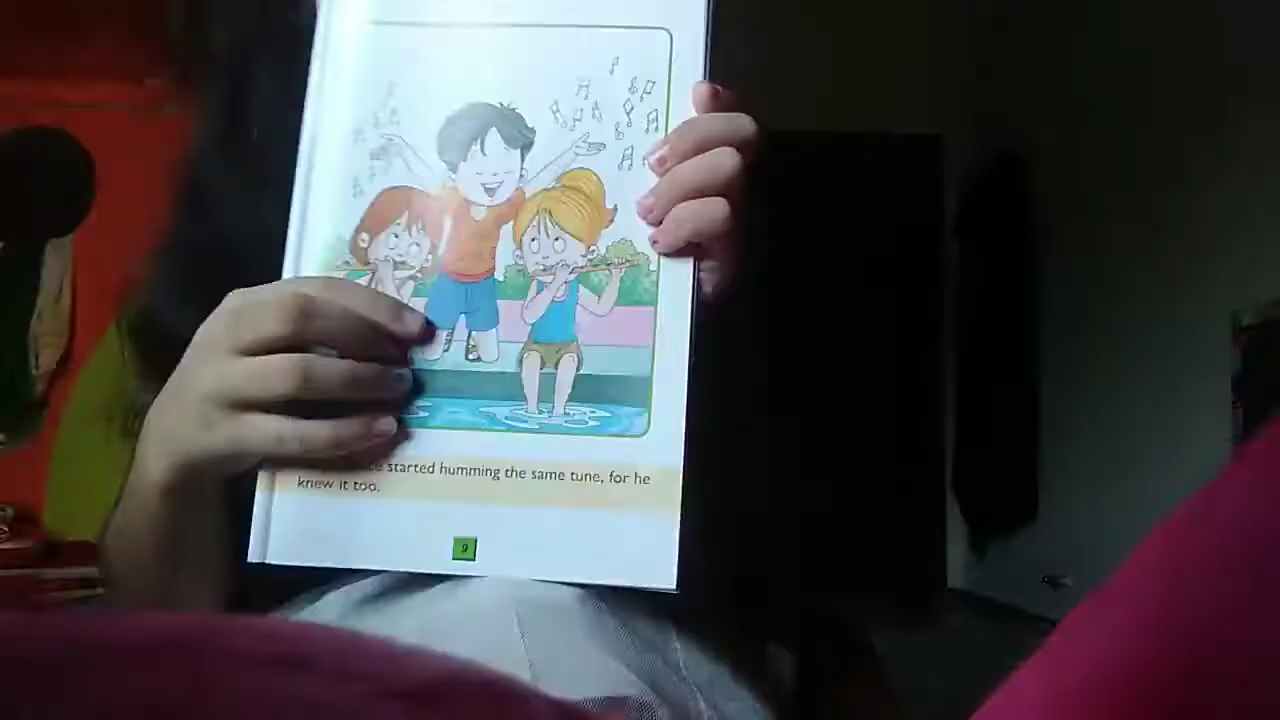 started humming the same tune, for he
knew it too.
9